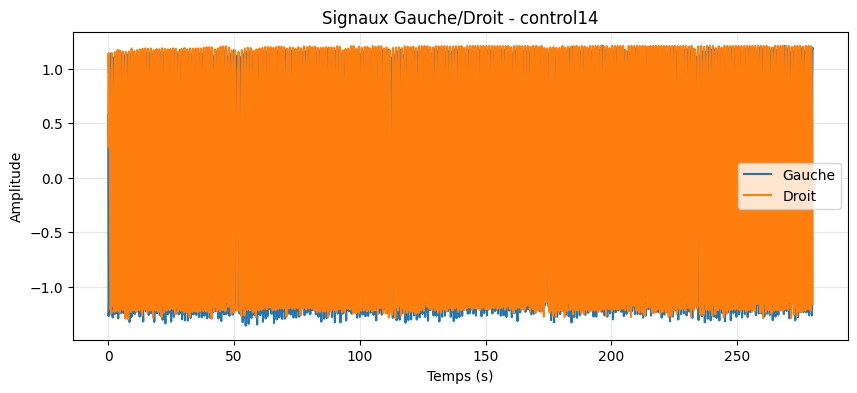 Signaux Gauche/Droit - control14
1.0
0.5
0.0
−0.5
−1.0
Amplitude
Gauche
Droit
0 50 100 150 200 250
Temps (s)